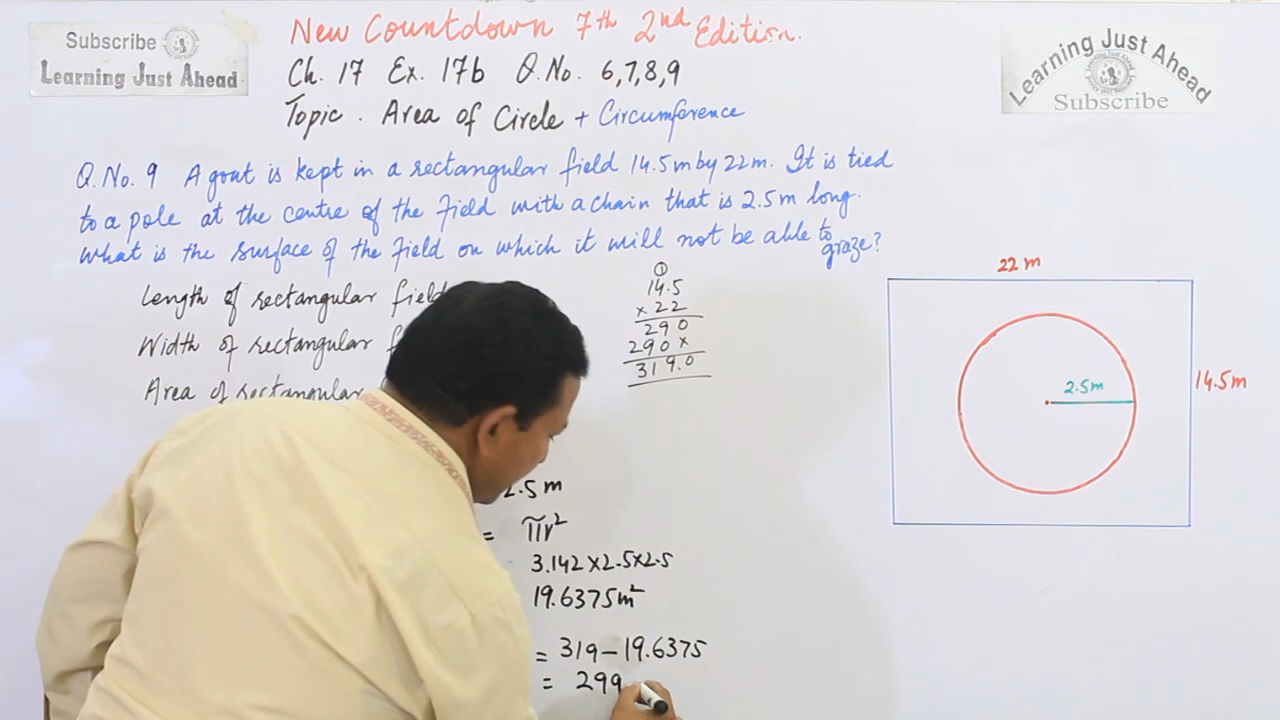 Subscribe
Learning Just Ahead
New Countdown 7th 2nd Edition.
Ch. 17 Ex. 17b Q.No. 6,7,8,9
Topic. Area of Circle + Circumference
Learning Just Ahead
Subscribe
Q.No. 9 A gout is kept in a rectangular field 14.5m by 22m. It is tied
to a pole at the centre of the field with a chain that is 2.5m long.
What is the surface of the field on which it will not be able to graze?
Length of rectangular field
Width of rectangular
Area of rectangular
1
14.5
×22
290
290×
319.0
22 m
2.5m
14.5m
2.5 m
= πr²
3.142×2.5×2.5
19.6375m²
= 319-19.6375
= 299